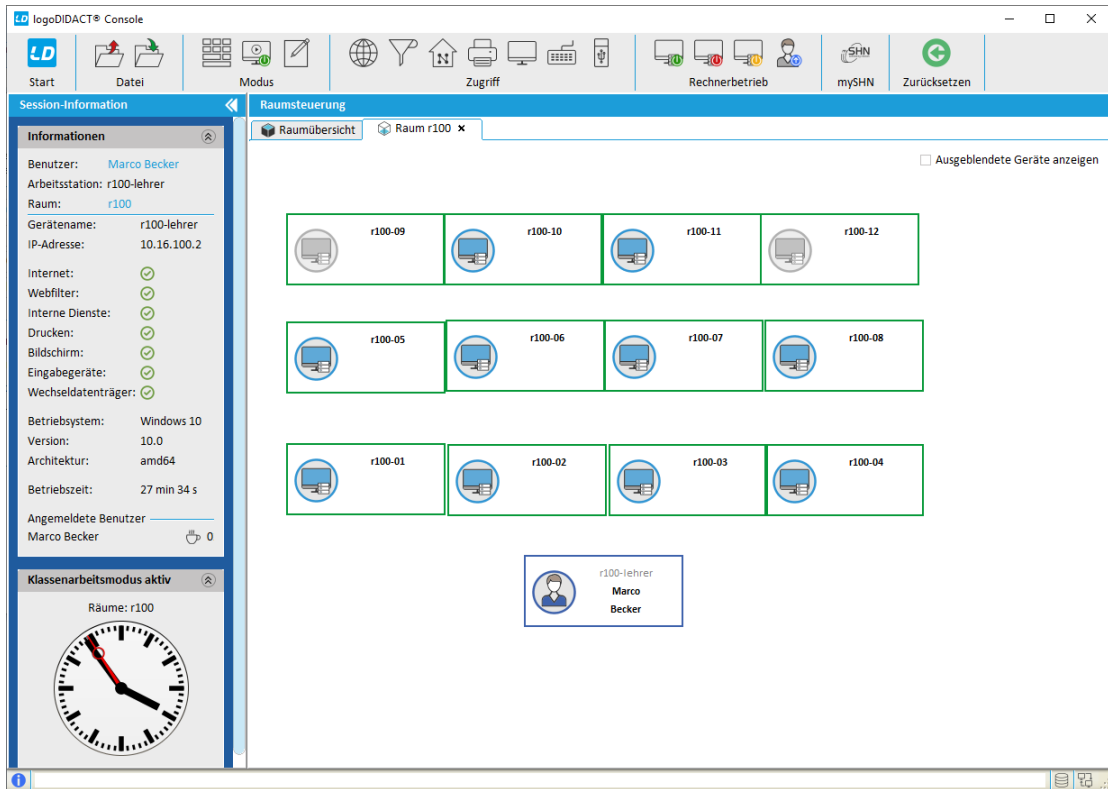 LD logoDIDACT® Console
LD
N
SHN
Start
Datei
Modus
Zugriff
Rechnerbetrieb
mySHN
Zurücksetzen
Session-Information
Raumsteuerung
Informationen
Benutzer: Marco Becker
Arbeitsstation: r100-lehrer
Raum: r100
Gerätename: r100-lehrer
IP-Adresse: 10.16.100.2
Internet:
Webfilter:
Interne Dienste:
Drucken:
Bildschirm:
Eingabegeräte:
Wechseldatenträger:
Betriebsystem: Windows 10
Version: 10.0
Architektur: amd64
Betriebszeit: 27 min 34 s
Angemeldete Benutzer
Marco Becker 0
Klassenarbeitsmodus aktiv
Räume: r100
Raumübersicht
Raum r100
Ausgeblendete Geräte anzeigen
r100-09
r100-10
r100-11
r100-12
r100-05
r100-06
r100-07
r100-08
r100-01
r100-02
r100-03
r100-04
r100-lehrer
Marco
Becker